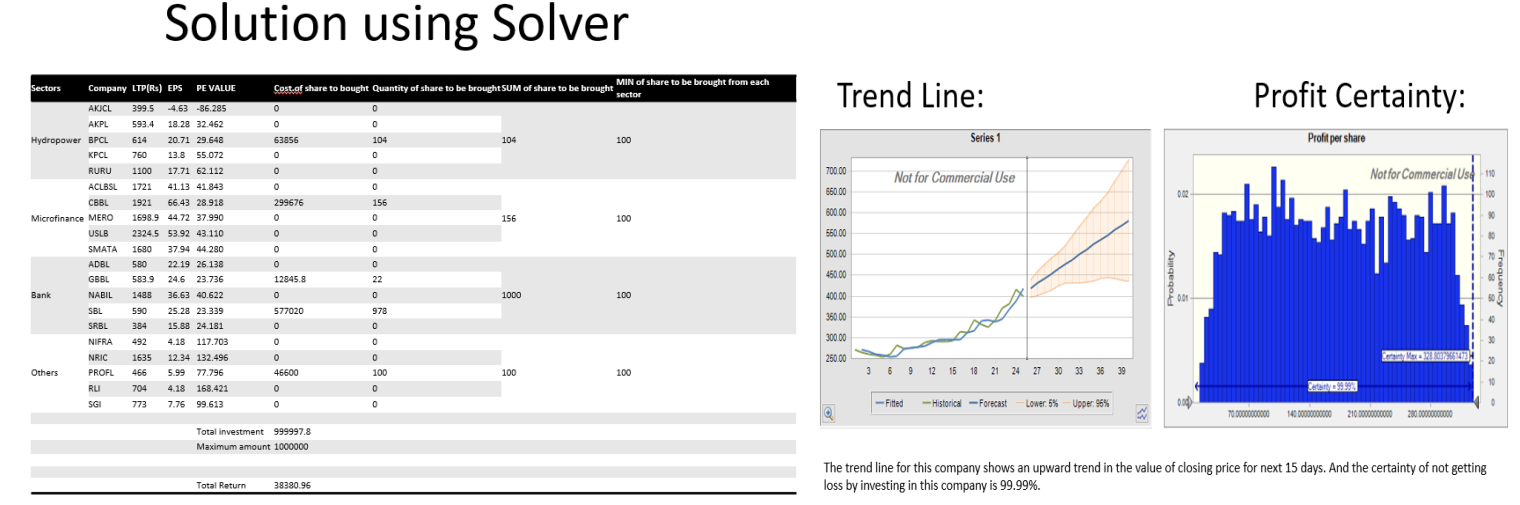 Solution using Solver
Sectors Company LTP(Rs) EPS PE VALUE Cost.of share to bought Quantity of share to be brought SUM of share to be brought MIN of share to be brought from each sector
AKJCL 399.5 -4.63 -86.285 0 0
AKPL 593.4 18.28 32.462 0 0
Hydropower BPCL 614 20.71 29.648 63856 104 104 100
KPCL 760 13.8 55.072 0 0
RURU 1100 17.71 62.112 0 0
ACLBSL 1721 41.13 41.843 0 0
CBBL 1921 66.43 28.918 299676 156
Microfinance MERO 1698.9 44.72 37.990 0 0 156 100
USLB 2324.5 53.92 43.110 0 0
SMATA 1680 37.94 44.280 0 0
ADBL 580 22.19 26.138 0 0
GBBL 583.9 24.6 23.736 12845.8 22
Bank NABIL 1488 36.63 40.622 0 0 1000 100
SBL 590 25.28 23.339 577020 978
SRBL 384 15.88 24.181 0 0
NIFRA 492 4.18 117.703 0 0
NRIC 1635 12.34 132.496 0 0
Others PROFL 466 5.99 77.796 46600 100 100 100
RLI 704 4.18 168.421 0 0
SGI 773 7.76 99.613 0 0
Total investment 999997.8
Maximum amount 1000000
Total Return 38380.96
Trend Line:
Series 1
Not for Commercial Use
700.00
650.00
600.00
550.00
500.00
450.00
400.00
350.00
300.00
250.00
3 6 9 12 15 18 21 24 27 30 33 36 39
Fitted Historical Forecast Lower: 5% Upper: 95%
Profit Certainty:
Profit per share
Not for Commercial Use
Probability
0.02
0.01
0.00
Frequency
110
100
90
80
70
60
50
40
30
20
10
0
Certainty Max = 328.80379661473
Certainty = 99.99%
70.00000000000 140.00000000000 210.00000000000 280.00000000000
The trend line for this company shows an upward trend in the value of closing price for next 15 days. And the certainty of not getting
loss by investing in this company is 99.99%.